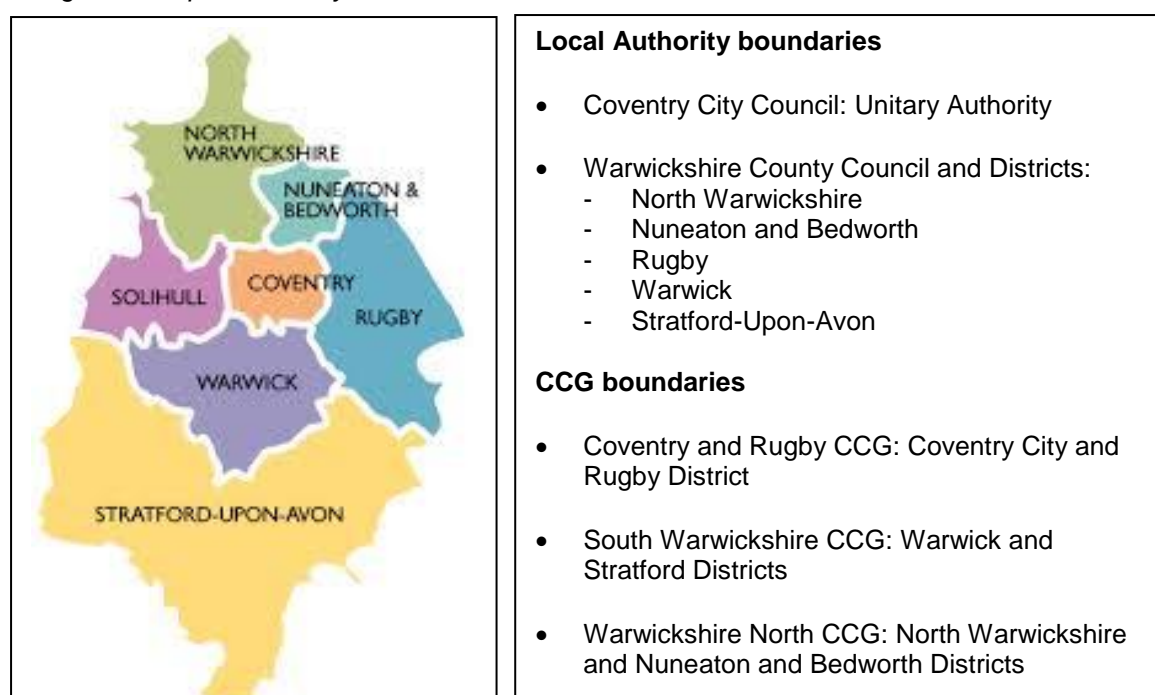 NORTH
WARWICKSHIRE
NUNEATON &
BEDWORTH
SOLIHULL
COVENTRY
RUGBY
WARWICK
STRATFORD-UPON-AVON
Local Authority boundaries
• Coventry City Council: Unitary Authority
• Warwickshire County Council and Districts:
- North Warwickshire
- Nuneaton and Bedworth
- Rugby
- Warwick
- Stratford-Upon-Avon
CCG boundaries
• Coventry and Rugby CCG: Coventry City and
Rugby District
• South Warwickshire CCG: Warwick and
Stratford Districts
• Warwickshire North CCG: North Warwickshire
and Nuneaton and Bedworth Districts